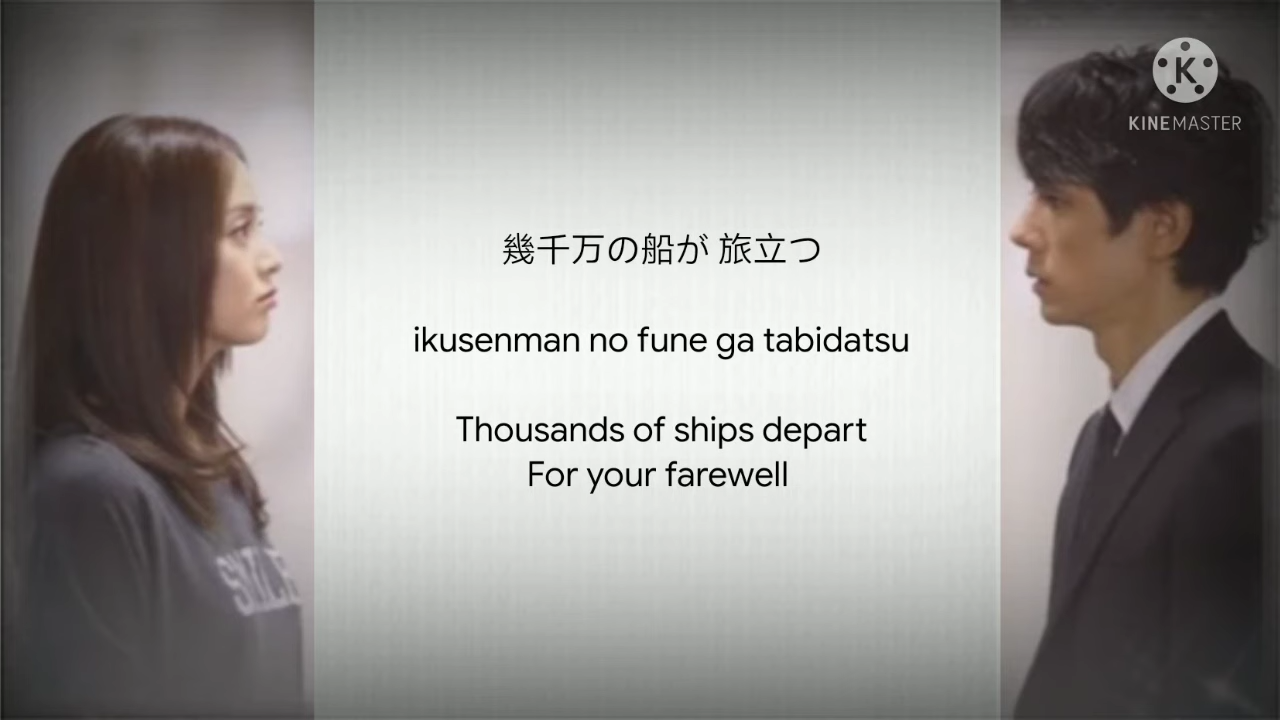 K
KINEMASTER
幾千万の船が 旅立つ
ikusenman no fune ga tabidatsu
Thousands of ships depart
For your farewell
SMILE